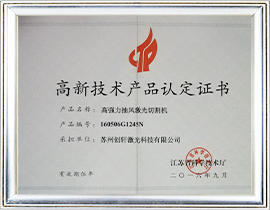 高新技术产品认定证书
产品名称：高强力抽风激光切割机
产品编号：160506G1245N
承担单位：苏州创轩激光科技有限公司
江苏省科学技术厅
有效期伍年
二〇一六年九月